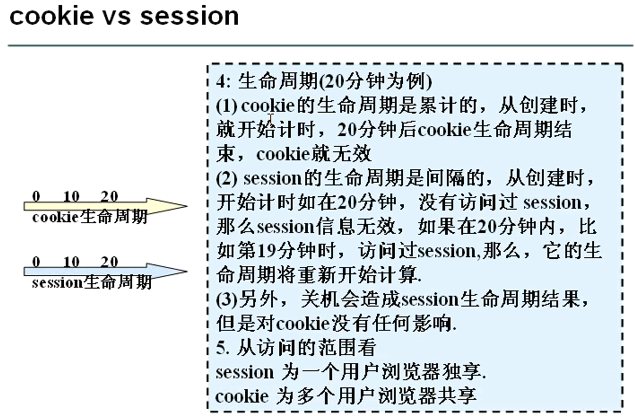 cookie vs session
4: 生命周期(20分钟为例)
(1) cookie的生命周期是累计的，从创建时，
就开始计时，20分钟后cookie生命周期结
束，cookie就无效
(2) session的生命周期是间隔的，从创建时，
开始计时如在20分钟，没有访问过 session，
那么session信息无效，如果在20分钟内，比
如第19分钟时，访问过session,那么，它的生
命周期将重新开始计算.
(3)另外，关机会造成session生命周期结果，
但是对cookie没有任何影响.
5. 从访问的范围看
session 为一个用户浏览器独享.
cookie 为多个用户浏览器共享
0 10 20
cookie生命周期
0 10 20
session生命周期